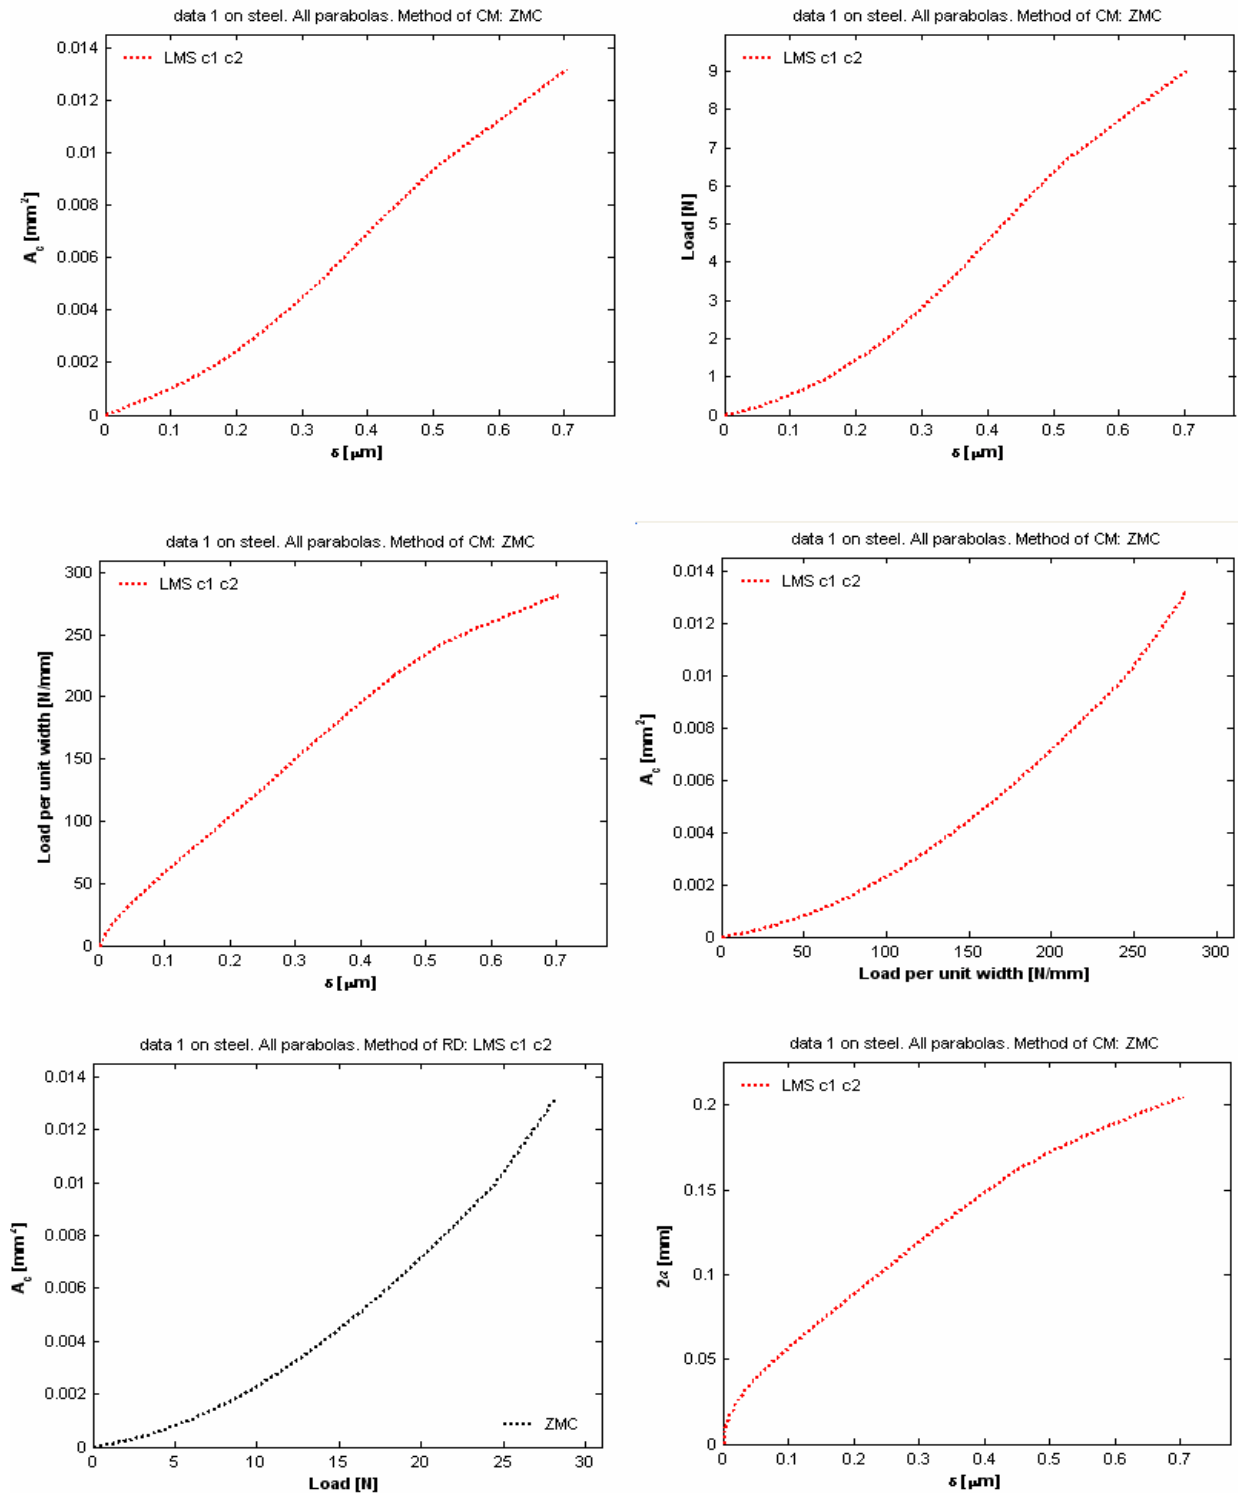 data 1 on steel. All parabolas. Method of CM: ZMC
LMS c1 c2
0.014
0.012
0.01
0.008
0.006
0.004
0.002
0
A_c [mm²]
0 0.1 0.2 0.3 0.4 0.5 0.6 0.7
δ [μm]
data 1 on steel. All parabolas. Method of CM: ZMC
LMS c1 c2
9
8
7
6
5
4
3
2
1
0
Load [N]
0 0.1 0.2 0.3 0.4 0.5 0.6 0.7
δ [μm]
data 1 on steel. All parabolas. Method of CM: ZMC
LMS c1 c2
300
250
200
150
100
50
0
Load per unit width [N/mm]
0 0.1 0.2 0.3 0.4 0.5 0.6 0.7
δ [μm]
data 1 on steel. All parabolas. Method of CM: ZMC
LMS c1 c2
0.014
0.012
0.01
0.008
0.006
0.004
0.002
0
A_c [mm²]
0 50 100 150 200 250 300
Load per unit width [N/mm]
data 1 on steel. All parabolas. Method of RD: LMS c1 c2
0.014
0.012
0.01
0.008
0.006
0.004
0.002
0
A_c [mm²]
ZMC
0 5 10 15 20 25 30
Load [N]
data 1 on steel. All parabolas. Method of CM: ZMC
LMS c1 c2
0.2
0.15
0.1
0.05
0
2a [mm]
0 0.1 0.2 0.3 0.4 0.5 0.6 0.7
δ [μm]